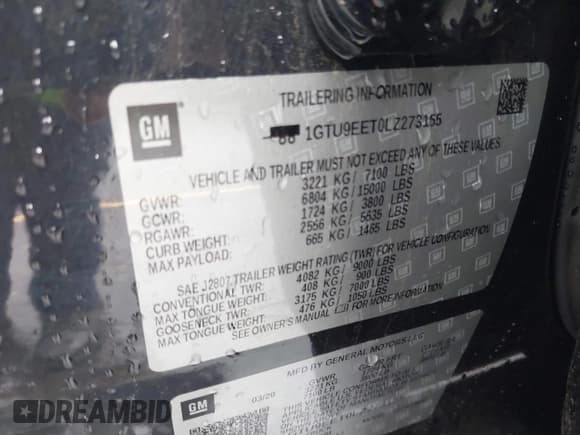 GM
TRAILERING INFORMATION
1GTU9EET0LZ273155
VEHICLE AND TRAILER MUST NOT EXCEED ANY OF THESE VALUES
GVWR: 3221 KG/ 7100 LBS
GCWR: 6804 KG/ 15000 LBS
RGAWR: 1724 KG/ 3800 LBS
CURB WEIGHT: 2556 KG/ 5635 LBS
MAX PAYLOAD: 665 KG/ 1465 LBS
SAE J2807 TRAILER WEIGHT RATING (TWR) FOR VEHICLE CONFIGURATION
CONVENTIONAL TWR: 4082 KG/ 9000 LBS
MAX TONGUE WEIGHT: 408 KG/ 900 LBS
GOOSENECK TWR: 3175 KG/ 7000 LBS
MAX TONGUE WEIGHT: 476 KG/ 1050 LBS
SEE OWNER'S MANUAL FOR MORE INFORMATION
GM
MFD BY GENERAL MOTORS LLC
03/20
GVWR
DREAMBID
dreambid.com